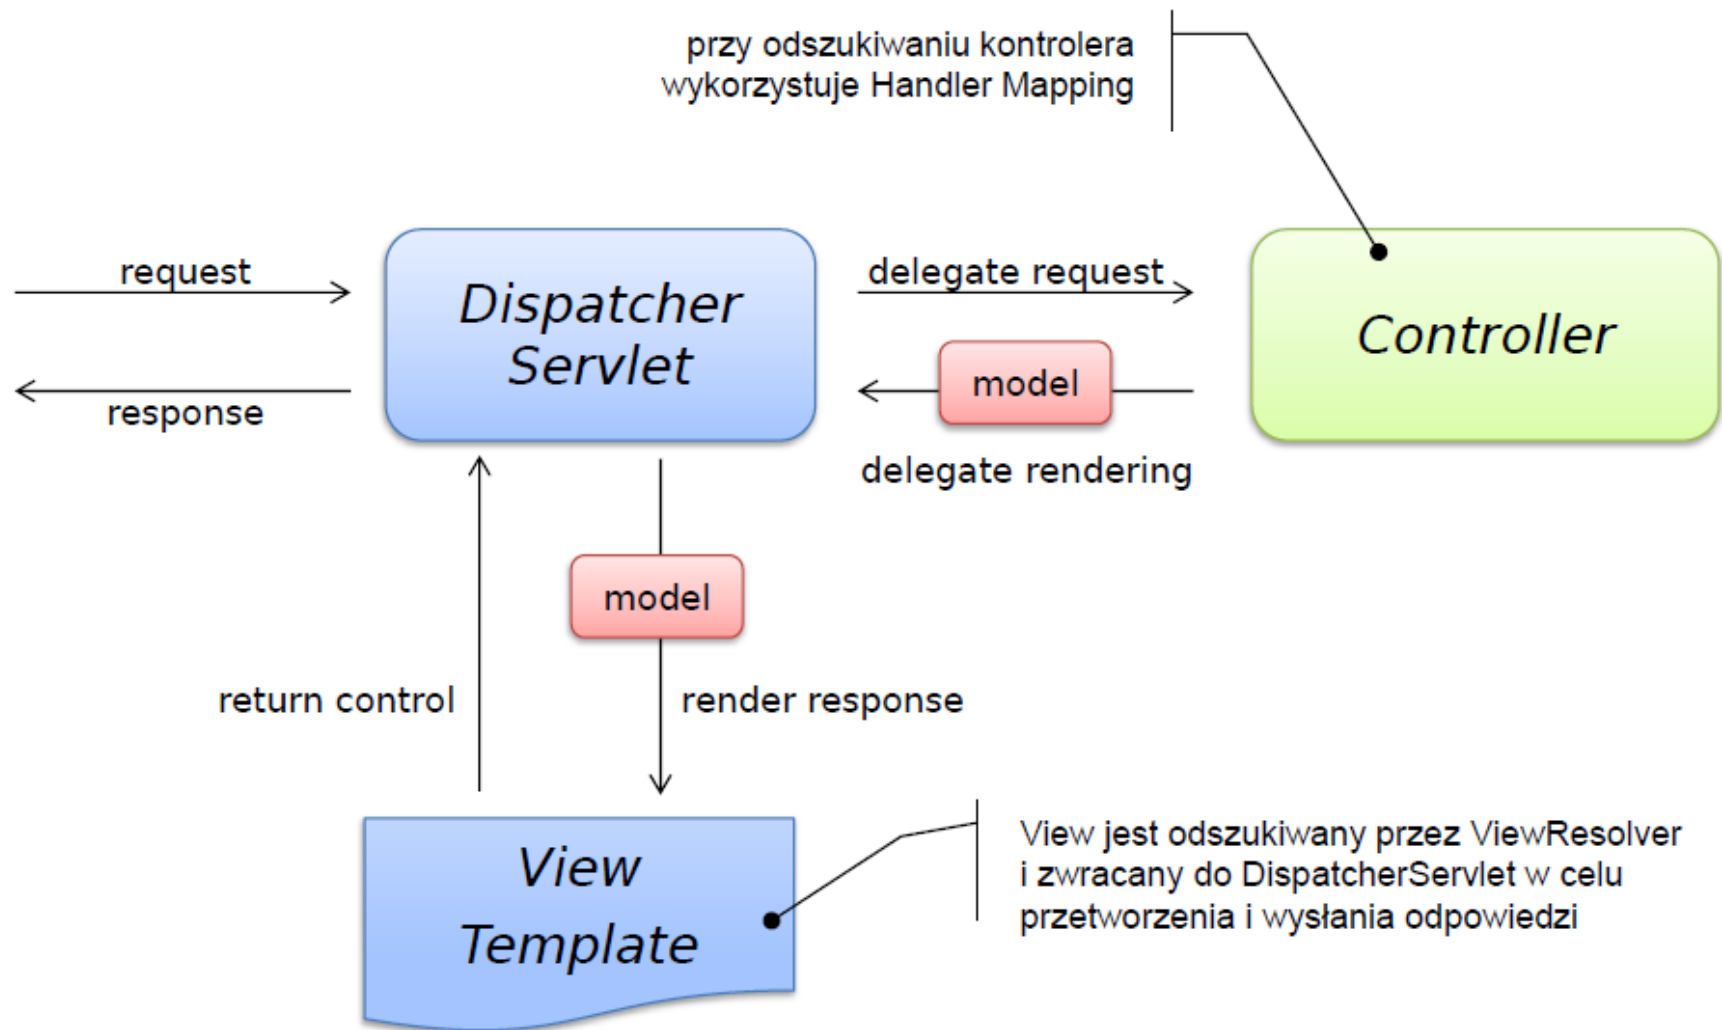 przy odszukiwaniu kontrolera
wykorzystuje Handler Mapping
request
Dispatcher
Servlet
delegate request
Controller
response
model
delegate rendering
model
return control
render response
View
Template
View jest odszukiwany przez ViewResolver
i zwracany do DispatcherServlet w celu
przetworzenia i wysłania odpowiedzi